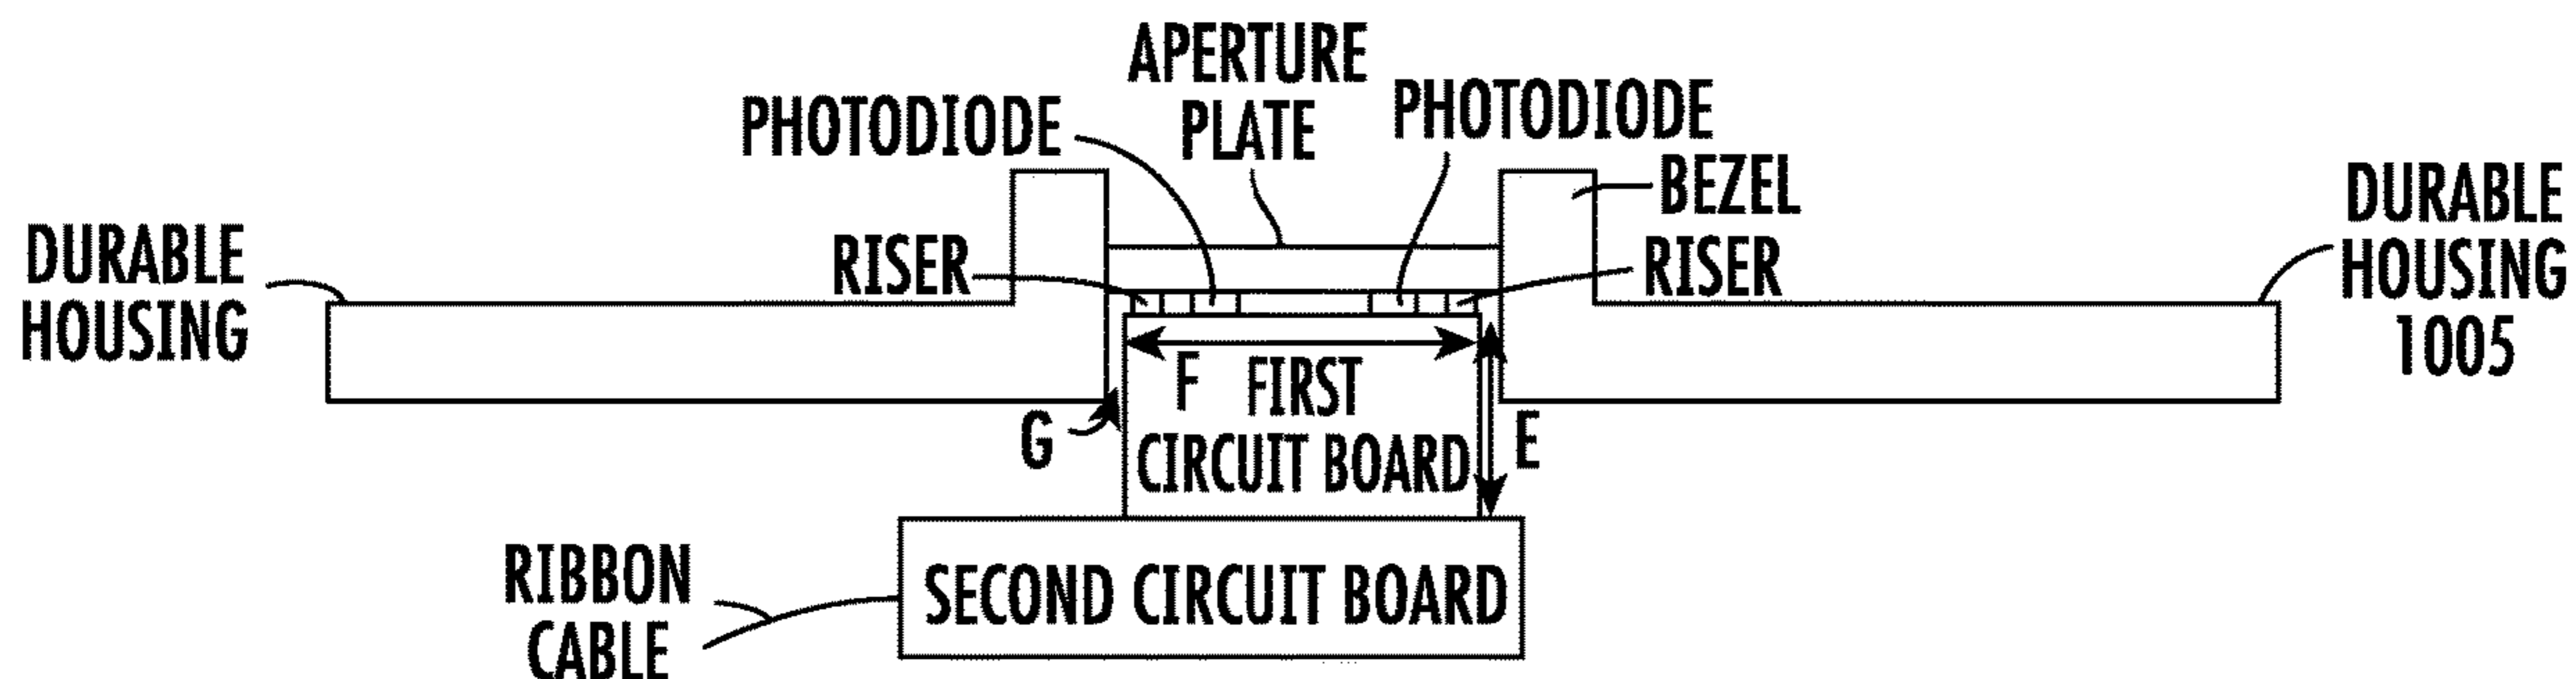 APERTURE
PLATE
PHOTODIODE
PHOTODIODE
BEZEL
DURABLE
HOUSING
1005
DURABLE
HOUSING
RISER
RISER
F
FIRST
CIRCUIT BOARD
G
E
RIBBON
CABLE
SECOND CIRCUIT BOARD